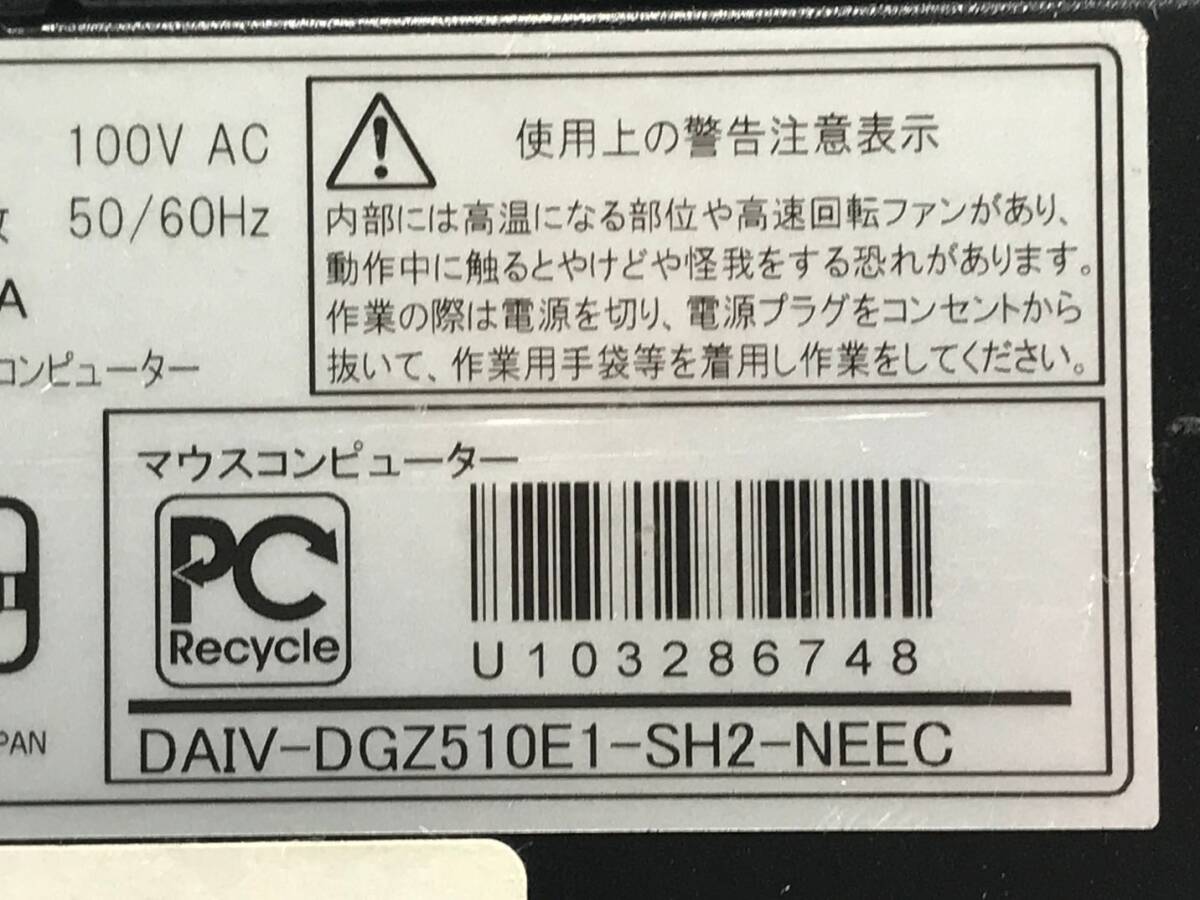 100V AC
50/60Hz
A
コンピューター
使用上の警告注意表示
内部には高温になる部位や高速回転ファンがあり、
動作中に触るとやけどや怪我をする恐れがあります。
作業の際は電源を切り、電源プラグをコンセントから
抜いて、作業用手袋等を着用し作業をしてください。
マウスコンピューター
PC
Recycle
U103286748
DAIV-DGZ510E1-SH2-NEEC
PAN